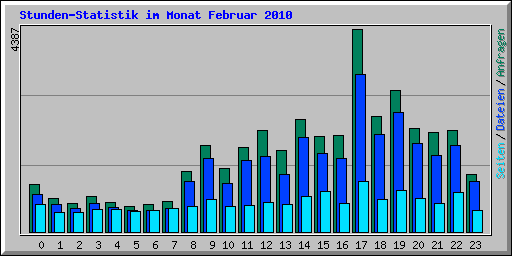 Stunden-Statistik im Monat Februar 2010
4387
Seiten/Dateien/Anfragen
0 1 2 3 4 5 6 7 8 9 10 11 12 13 14 15 16 17 18 19 20 21 22 23